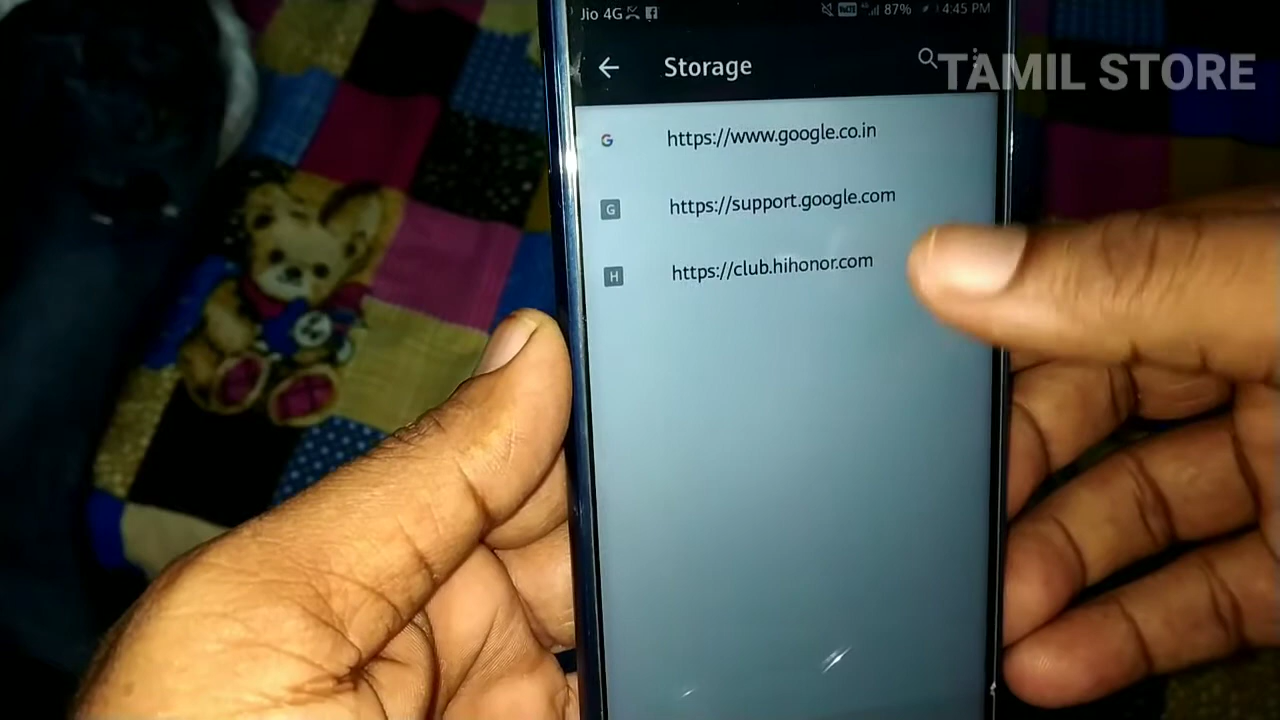 Jio 4G 87% 4:45 PM
Storage
TAMIL STORE
G https://www.google.co.in
G https://support.google.com
H https://club.hihonor.com